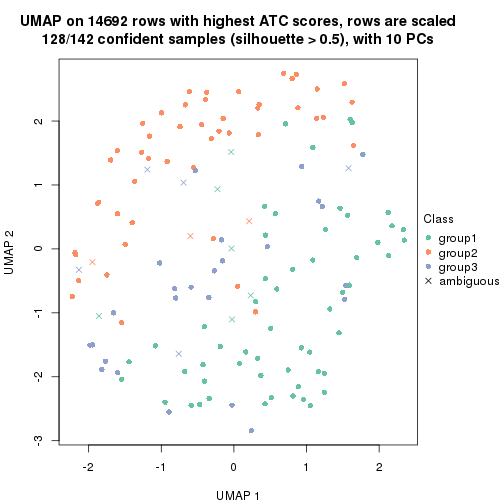 UMAP on 14692 rows with highest ATC scores, rows are scaled
128/142 confident samples (silhouette > 0.5), with 10 PCs
2
1
0
-1
-2
-3
UMAP 2
-2
-1
0
1
2
UMAP 1
Class
group1
group2
group3
ambiguous